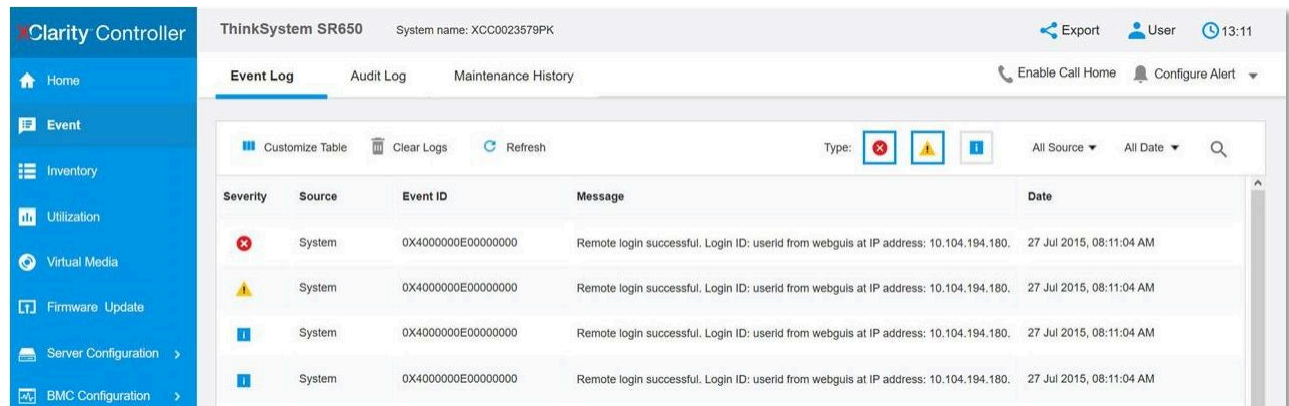 XClarity Controller
ThinkSystem SR650 System name: XCC0023579PK Export User 13:11
Home
Event Log Audit Log Maintenance History Enable Call Home Configure Alert
Event
Customize Table Clear Logs Refresh Type: All Source All Date
Inventory
Severity Source Event ID Message Date
Utilization
System 0X4000000E00000000 Remote login successful. Login ID: userid from webguis at IP address: 10.104.194.180. 27 Jul 2015, 08:11:04 AM
Virtual Media
System 0X4000000E00000000 Remote login successful. Login ID: userid from webguis at IP address: 10.104.194.180. 27 Jul 2015, 08:11:04 AM
Firmware Update
System 0X4000000E00000000 Remote login successful. Login ID: userid from webguis at IP address: 10.104.194.180. 27 Jul 2015, 08:11:04 AM
Server Configuration
System 0X4000000E00000000 Remote login successful. Login ID: userid from webguis at IP address: 10.104.194.180. 27 Jul 2015, 08:11:04 AM
BMC Configuration